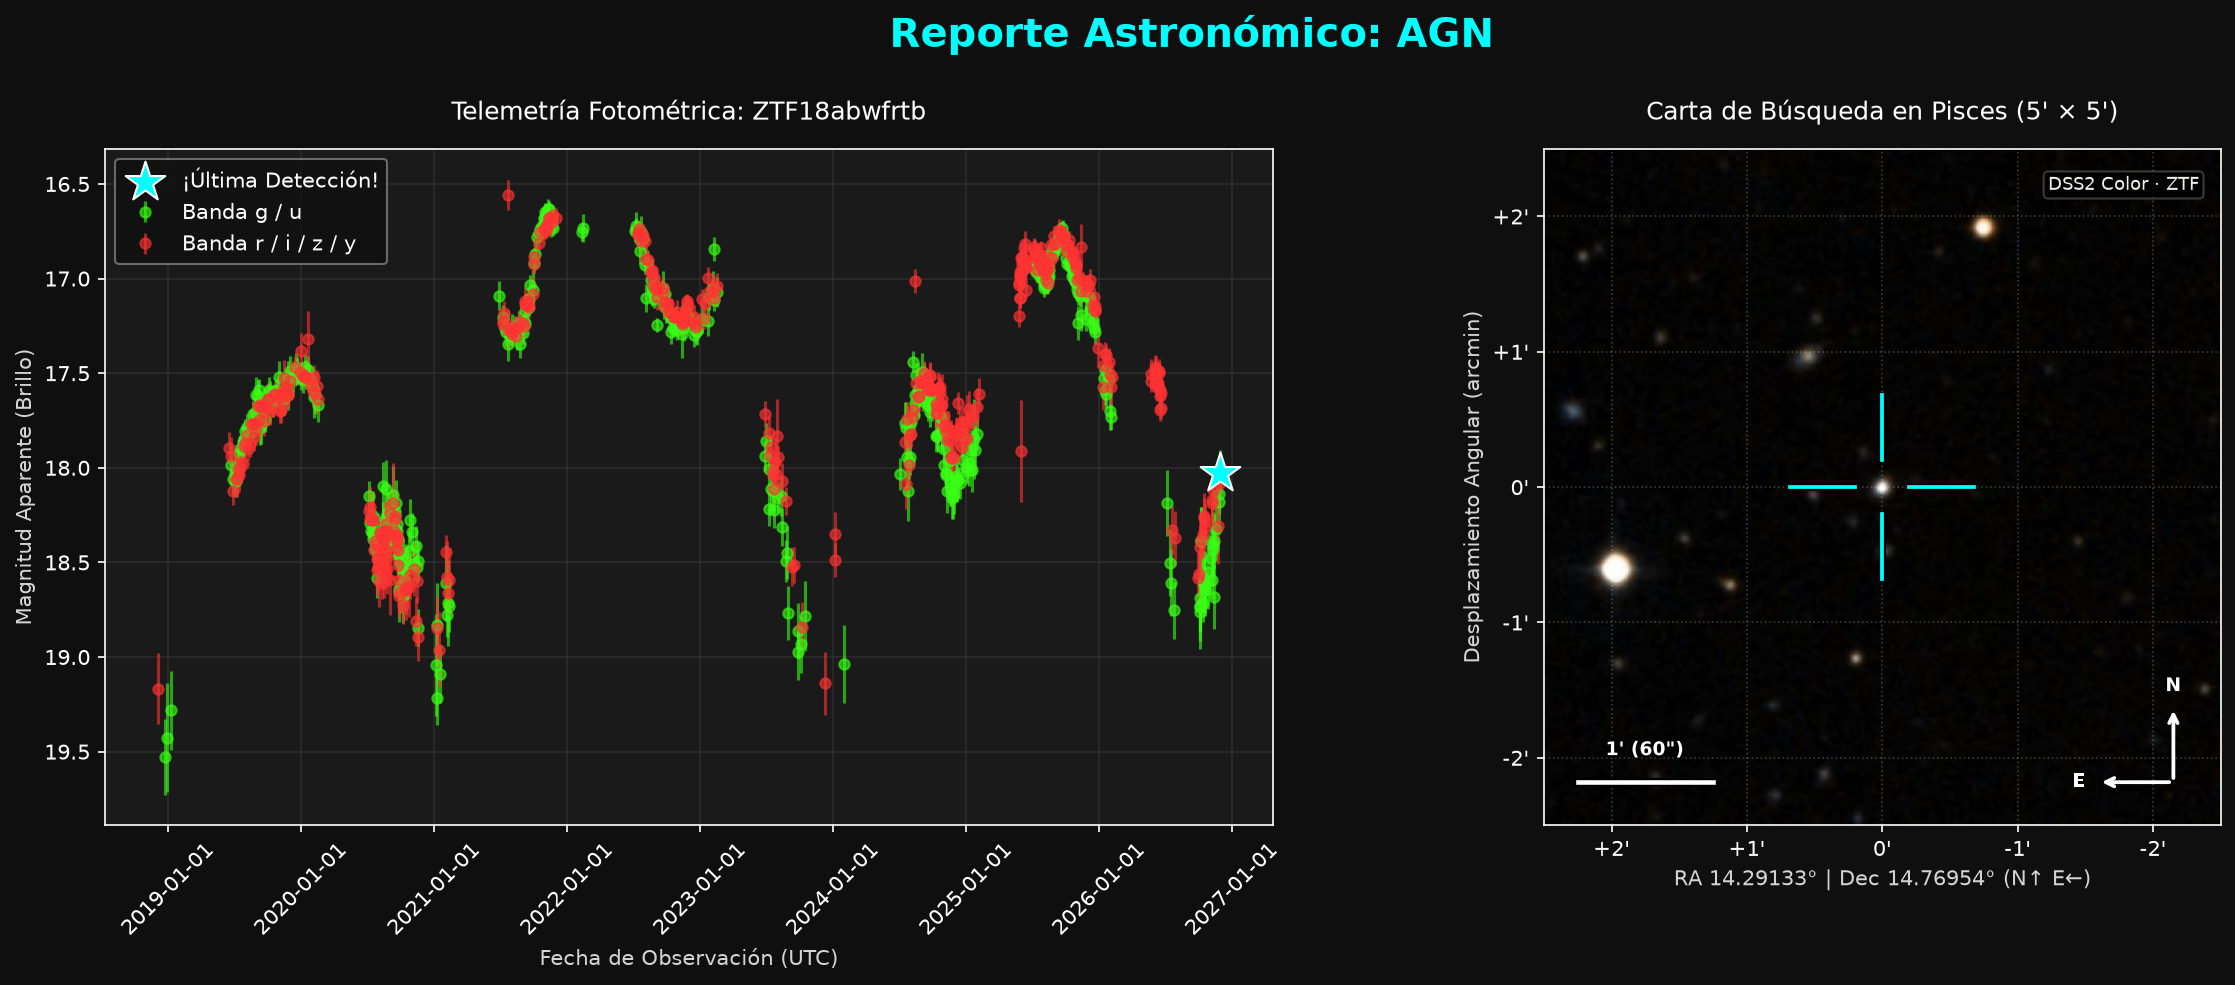 Reporte Astronómico: AGN
Telemetría Fotométrica: ZTF18abwfrtb
¡Última Detección!
Banda g / u
Banda r / i / z / y
Magnitud Aparente (Brillo)
16.5
17.0
17.5
18.0
18.5
19.0
19.5
2019-01-01
2020-01-01
2021-01-01
2022-01-01
2023-01-01
2024-01-01
2025-01-01
2026-01-01
2027-01-01
Fecha de Observación (UTC)
Carta de Búsqueda en Pisces (5' × 5')
DSS2 Color · ZTF
Desplazamiento Angular (arcmin)
+2'
+1'
0'
-1'
-2'
N
E
1' (60")
+2'
+1'
0'
-1'
-2'
RA 14.29133° | Dec 14.76954° (N↑ E←)